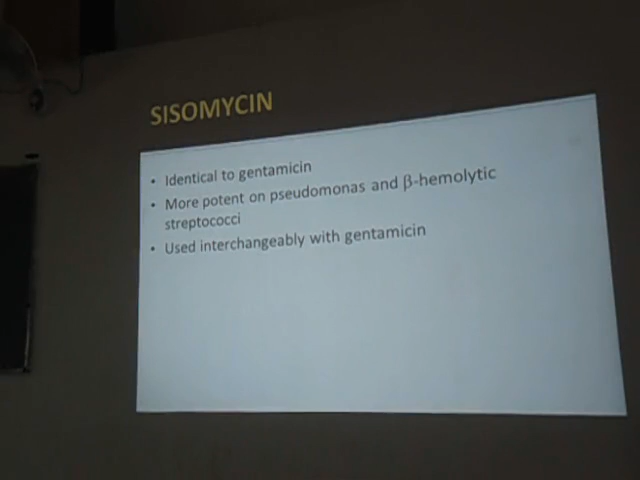 SISOMYCIN
• Identical to gentamicin
• More potent on pseudomonas and β-hemolytic
streptococci
• Used interchangeably with gentamicin